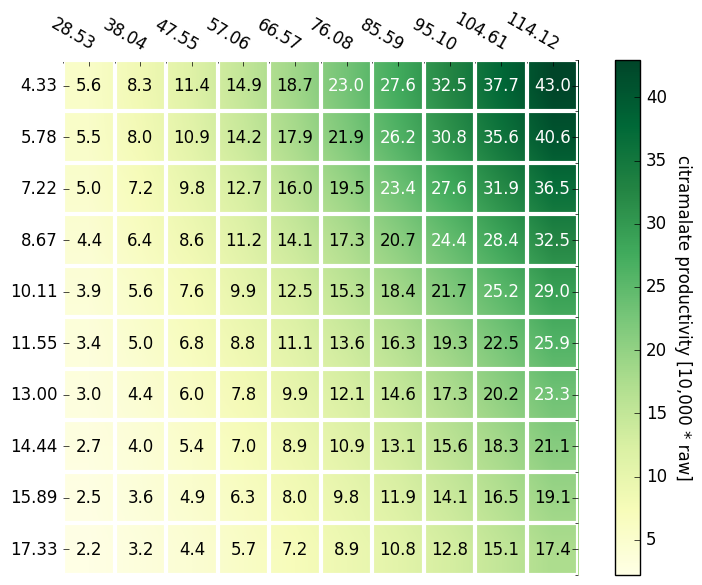 28.53 38.04 47.55 57.06 66.57 76.08 85.59 95.10 104.61 114.12
4.33 5.6 8.3 11.4 14.9 18.7 23.0 27.6 32.5 37.7 43.0
5.78 5.5 8.0 10.9 14.2 17.9 21.9 26.2 30.8 35.6 40.6
7.22 5.0 7.2 9.8 12.7 16.0 19.5 23.4 27.6 31.9 36.5
8.67 4.4 6.4 8.6 11.2 14.1 17.3 20.7 24.4 28.4 32.5
10.11 3.9 5.6 7.6 9.9 12.5 15.3 18.4 21.7 25.2 29.0
11.55 3.4 5.0 6.8 8.8 11.1 13.6 16.3 19.3 22.5 25.9
13.00 3.0 4.4 6.0 7.8 9.9 12.1 14.6 17.3 20.2 23.3
14.44 2.7 4.0 5.4 7.0 8.9 10.9 13.1 15.6 18.3 21.1
15.89 2.5 3.6 4.9 6.3 8.0 9.8 11.9 14.1 16.5 19.1
17.33 2.2 3.2 4.4 5.7 7.2 8.9 10.8 12.8 15.1 17.4
40
35
30
25
20
15
10
5
citramalate productivity [10,000 * raw]